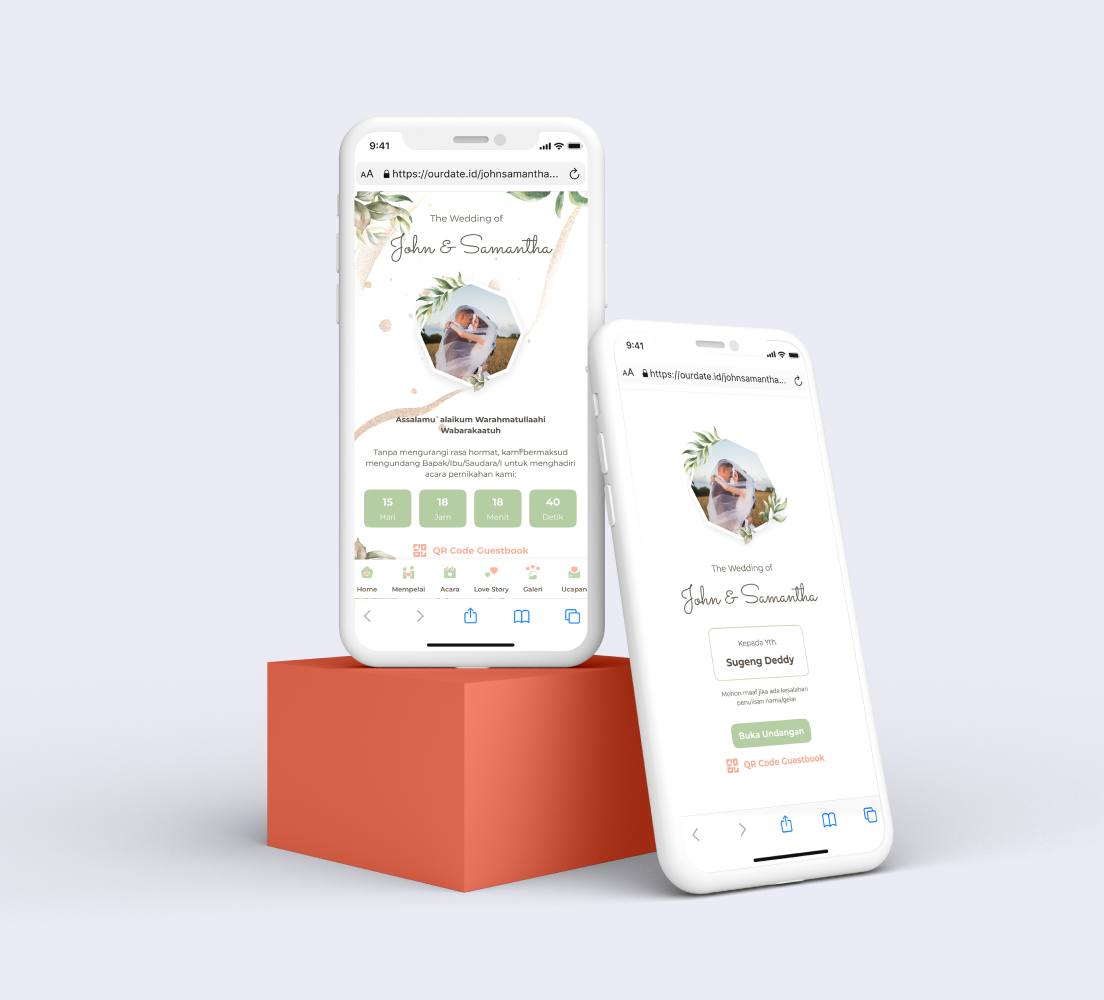 9:41
AA https://ourdate.id/johnsamantha...
The Wedding of
John & Samantha
Assalamu`alaikum Warahmatullaahi
Wabarakaatuh
Tanpa mengurangi rasa hormat, kami bermaksud
mengundang Bapak/Ibu/Saudara/I untuk menghadiri
acara pernikahan kami:
15 18 18 40
Hari Jam Menit Detik
QR Code Guestbook
Home Mempelai Acara Love Story Galeri Ucapan
9:41
AA https://ourdate.id/johnsamantha...
The Wedding of
John & Samantha
Kepada Yth.
Sugeng Deddy
Mohon maaf jika ada kesalahan
penulisan nama/gelar
Buka Undangan
QR Code Guestbook